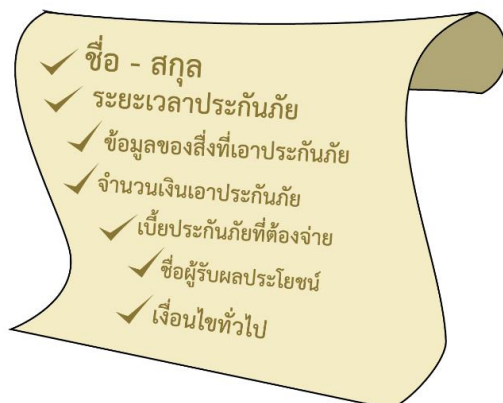 ชื่อ - สกุล
ระยะเวลาประกันภัย
ข้อมูลของสิ่งที่เอาประกันภัย
จำนวนเงินเอาประกันภัย
เบี้ยประกันภัยที่ต้องจ่าย
ชื่อผู้รับผลประโยชน์
เงื่อนไขทั่วไป